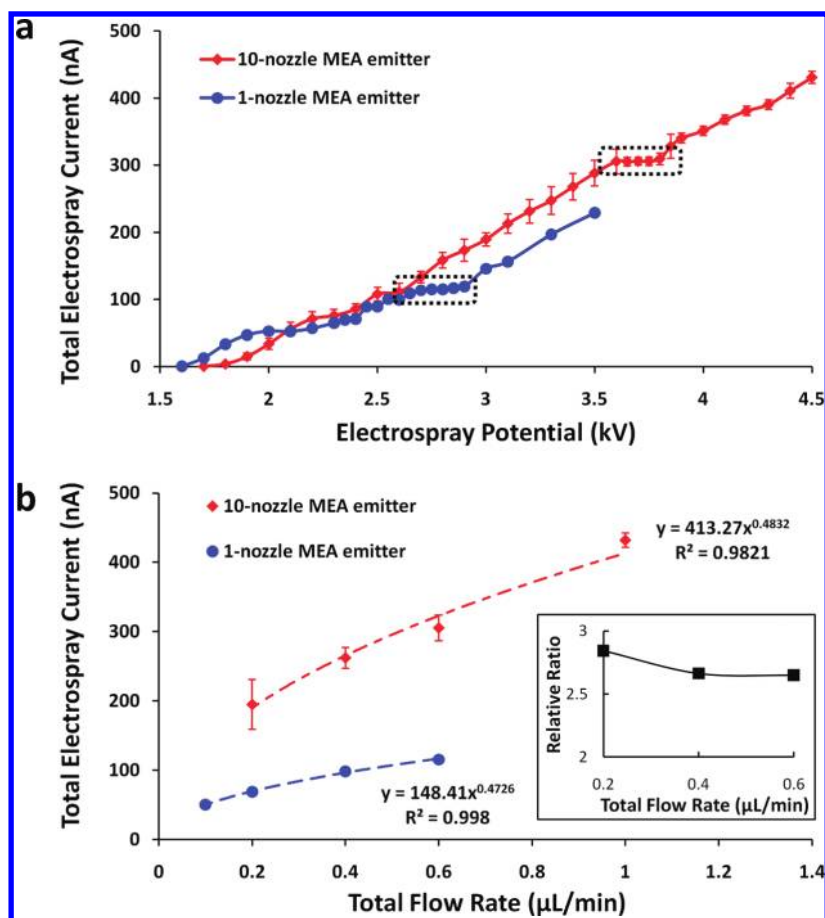 a
Total Electrospray Current (nA)
500
400
300
200
100
0
10-nozzle MEA emitter
1-nozzle MEA emitter
1.5 2 2.5 3 3.5 4 4.5
Electrospray Potential (kV)
b
Total Electrospray Current (nA)
500
400
300
200
100
0
10-nozzle MEA emitter
1-nozzle MEA emitter
y = 413.27x^0.4832
R² = 0.9821
y = 148.41x^0.4726
R² = 0.998
Relative Ratio
3
2.5
2
0.2 0.4 0.6
Total Flow Rate (µL/min)
0 0.2 0.4 0.6 0.8 1 1.2 1.4
Total Flow Rate (µL/min)